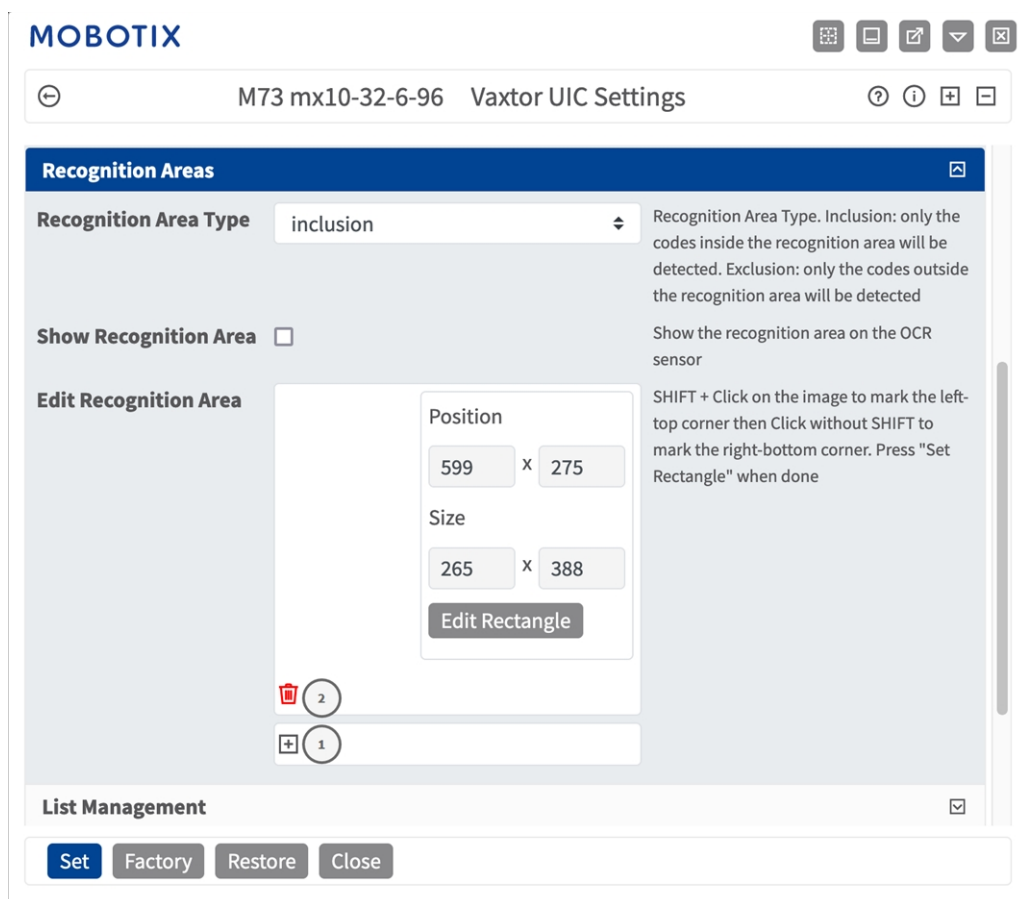 MOBOTIX
M73 mx10-32-6-96 Vaxtor UIC Settings
Recognition Areas
Recognition Area Type
inclusion
Recognition Area Type. Inclusion: only the
codes inside the recognition area will be
detected. Exclusion: only the codes outside
the recognition area will be detected
Show Recognition Area
Show the recognition area on the OCR
sensor
Edit Recognition Area
Position
599 x 275
Size
265 x 388
Edit Rectangle
SHIFT + Click on the image to mark the left-
top corner then Click without SHIFT to
mark the right-bottom corner. Press "Set
Rectangle" when done
2
1
List Management
Set Factory Restore Close